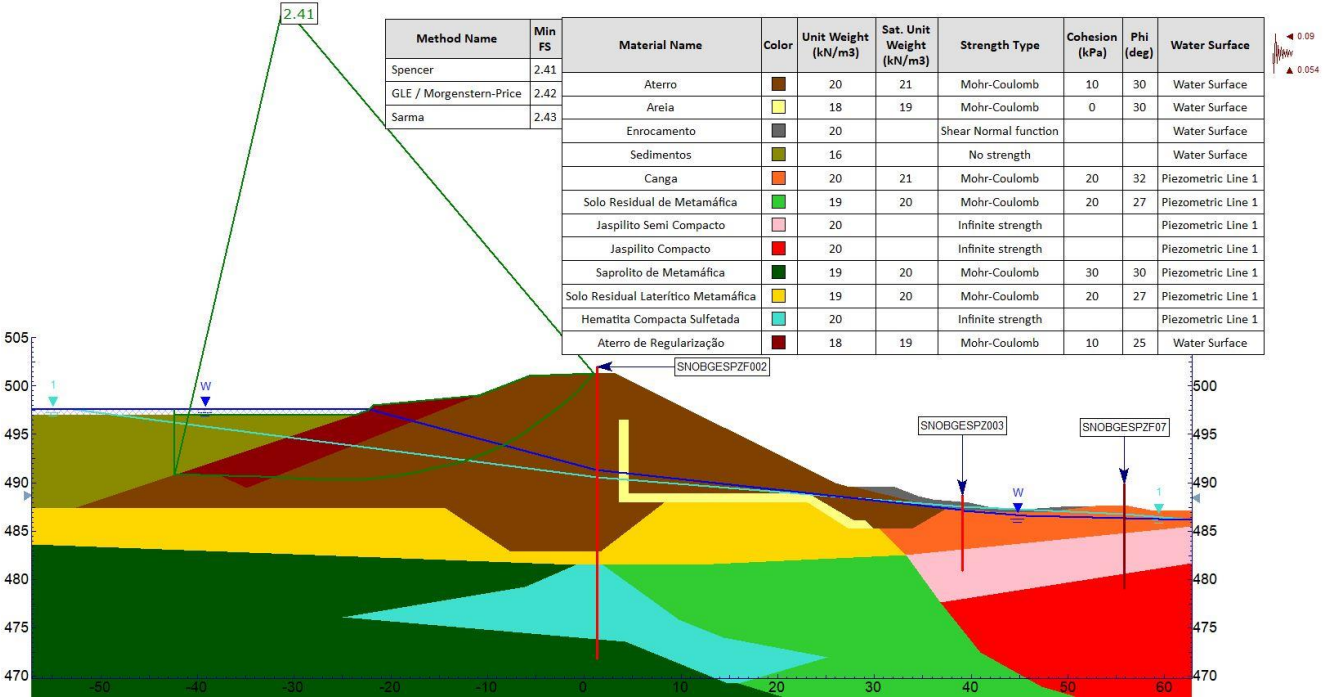 2.41
Method Name Min FS
Spencer 2.41
GLE / Morgenstern-Price 2.42
Sarma 2.43
Material Name Color Unit Weight (kN/m3) Sat. Unit Weight (kN/m3) Strength Type Cohesion (kPa) Phi (deg) Water Surface
Aterro 20 21 Mohr-Coulomb 10 30 Water Surface
Areia 18 19 Mohr-Coulomb 0 30 Water Surface
Enrocamento 20 Shear Normal function Water Surface
Sedimentos 16 No strength Water Surface
Canga 20 21 Mohr-Coulomb 20 32 Piezometric Line 1
Solo Residual de Metamáfica 19 20 Mohr-Coulomb 20 27 Piezometric Line 1
Jaspilito Semi Compacto 20 Infinite strength Piezometric Line 1
Jaspilito Compacto 20 Infinite strength Piezometric Line 1
Saprolito de Metamáfica 19 20 Mohr-Coulomb 30 30 Piezometric Line 1
Solo Residual Laterítico Metamáfica 19 20 Mohr-Coulomb 20 27 Piezometric Line 1
Hematita Compacta Sulfetada 20 Infinite strength Piezometric Line 1
Aterro de Regularização 18 19 Mohr-Coulomb 10 25 Water Surface
0.09
0.054
SNOBGESPZF002
SNOBGESPZ003
SNOBGESPZF07
1
W
W
1
505
500
495
490
485
480
475
470
500
495
490
485
480
475
470
-50 -40 -30 -20 -10 0 10 20 30 40 50 60